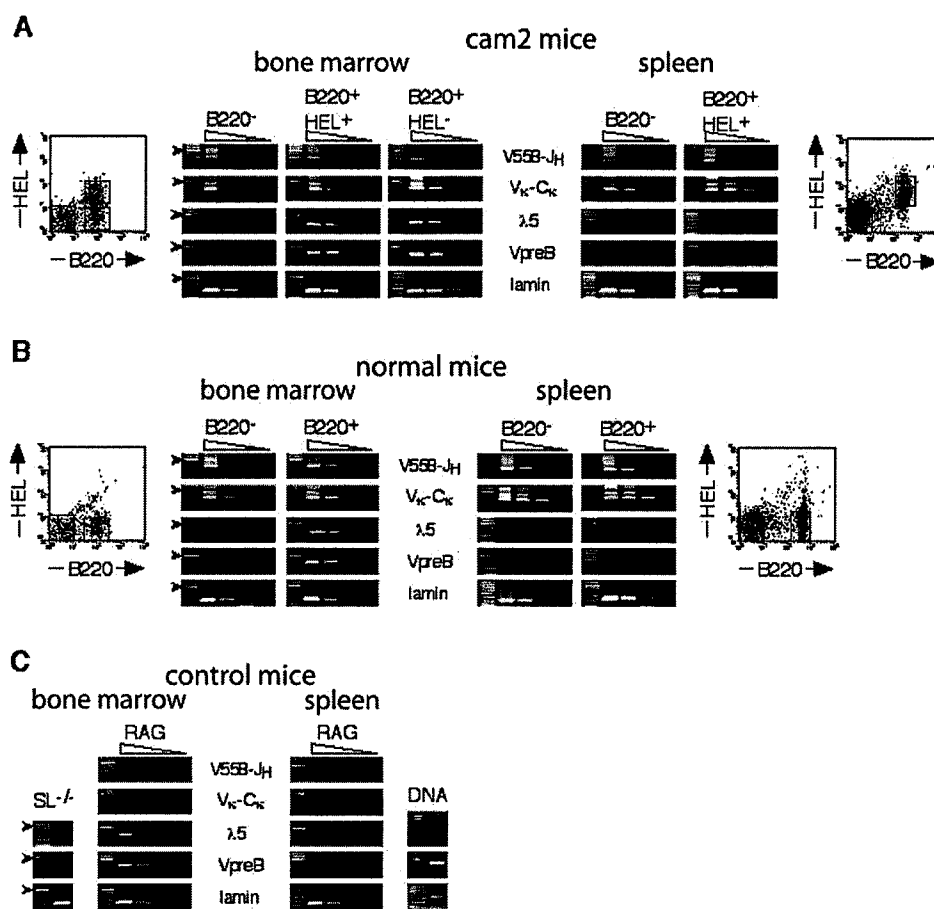 A
cam2 mice
bone marrow
spleen
B220-
B220+
HEL+
B220+
HEL-
B220-
B220+
HEL+
HEL
B220
V558-JH
Vκ-Cκ
λ5
VpreB
lamin
HEL
B220
B
normal mice
bone marrow
spleen
B220-
B220+
B220-
B220+
HEL
B220
V558-JH
Vκ-Cκ
λ5
VpreB
lamin
HEL
B220
C
control mice
bone marrow
spleen
RAG
RAG
SL-/-
DNA
V558-JH
Vκ-Cκ
λ5
VpreB
lamin